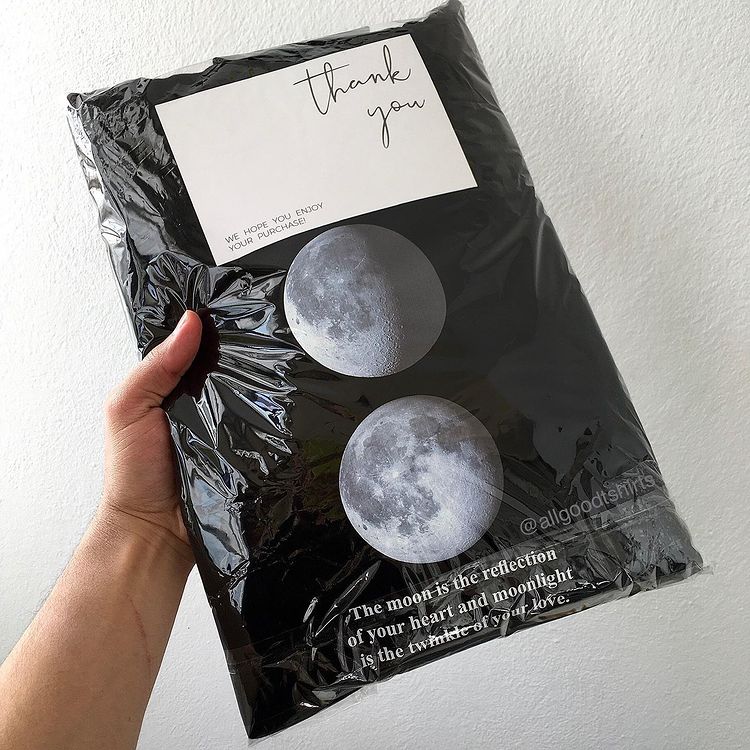 thank
you
WE HOPE YOU ENJOY
YOUR PURCHASE!
@allgoodtshirts
The moon is the reflection
of your heart and moonlight
is the twinkle of your love.